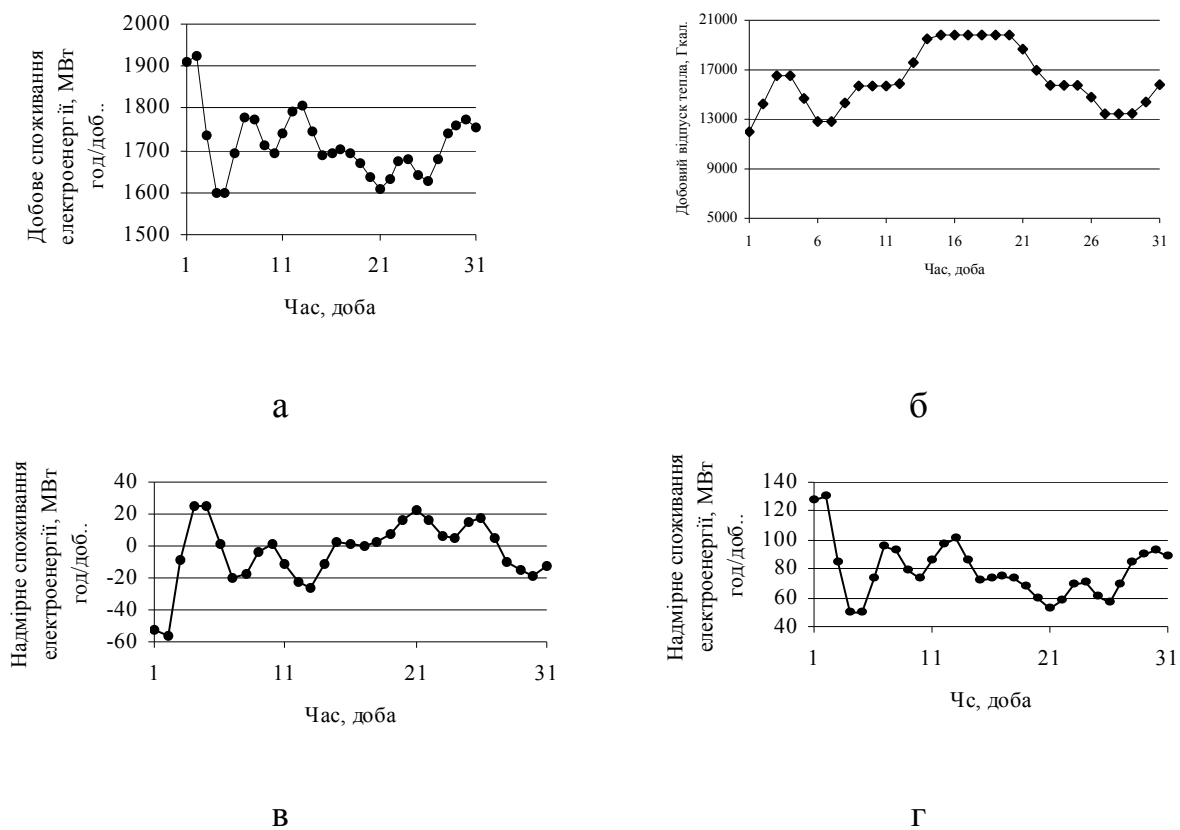 Добове споживання
електроенергії, МВт
год/доб..
2000
1900
1800
1700
1600
1500
1
11
21
31
Час, доба
а
Добовий відпуск тепла, Гкал.
21000
17000
13000
9000
5000
1
6
11
16
21
26
31
Час, доба
б
Надмірне споживання
електроенергії, МВт
год/доб..
40
20
0
-20
-40
-60
1
11
21
31
Час, доба
в
Надмірне споживання
електроенергії, МВт
год/доб..
140
120
100
80
60
40
1
11
21
31
Чс, доба
г